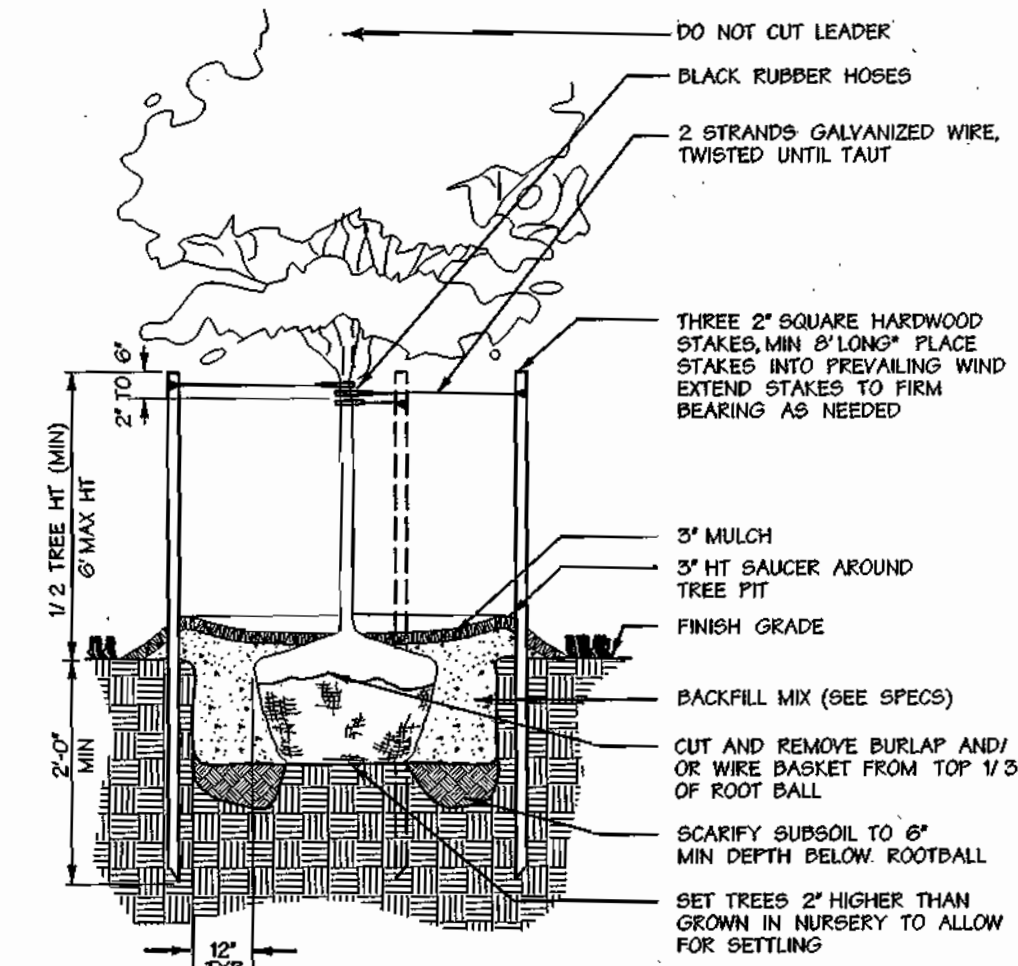 DO NOT CUT LEADER
BLACK RUBBER HOSES
2 STRANDS GALVANIZED WIRE,
TWISTED UNTIL TAUT
THREE 2" SQUARE HARDWOOD
STAKES, MIN 8' LONG" PLACE
STAKES INTO PREVAILING WIND
EXTEND STAKES TO FIRM
BEARING AS NEEDED
2" TO 6"
1/2 TREE HT (MIN)
6' MAX HT
3" MULCH
3" HT SAUCER AROUND
TREE PIT
FINISH GRADE
BACKFILL MIX (SEE SPECS)
2'-0"
MIN
CUT AND REMOVE BURLAP AND/
OR WIRE BASKET FROM TOP 1/3
OF ROOT BALL
SCARIFY SUBSOIL TO 6"
MIN DEPTH BELOW ROOTBALL
SET TREES 2" HIGHER THAN
GROWN IN NURSERY TO ALLOW
FOR SETTLING
12"